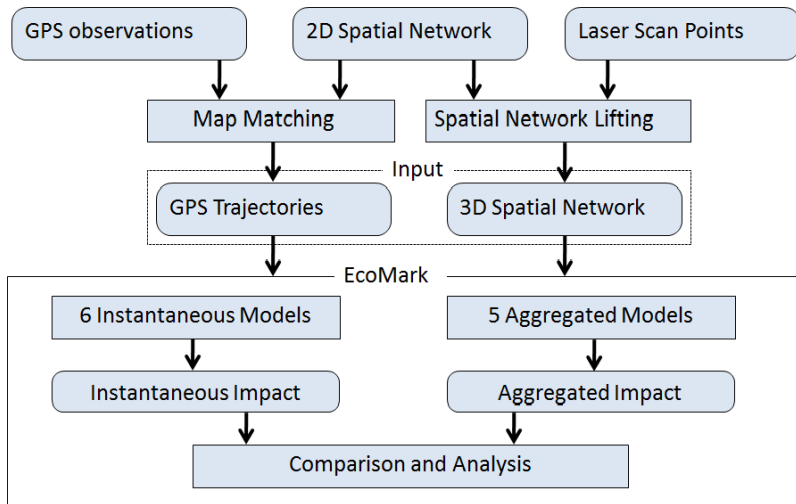 GPS observations
2D Spatial Network
Laser Scan Points
Map Matching
Spatial Network Lifting
Input
GPS Trajectories
3D Spatial Network
EcoMark
6 Instantaneous Models
5 Aggregated Models
Instantaneous Impact
Aggregated Impact
Comparison and Analysis